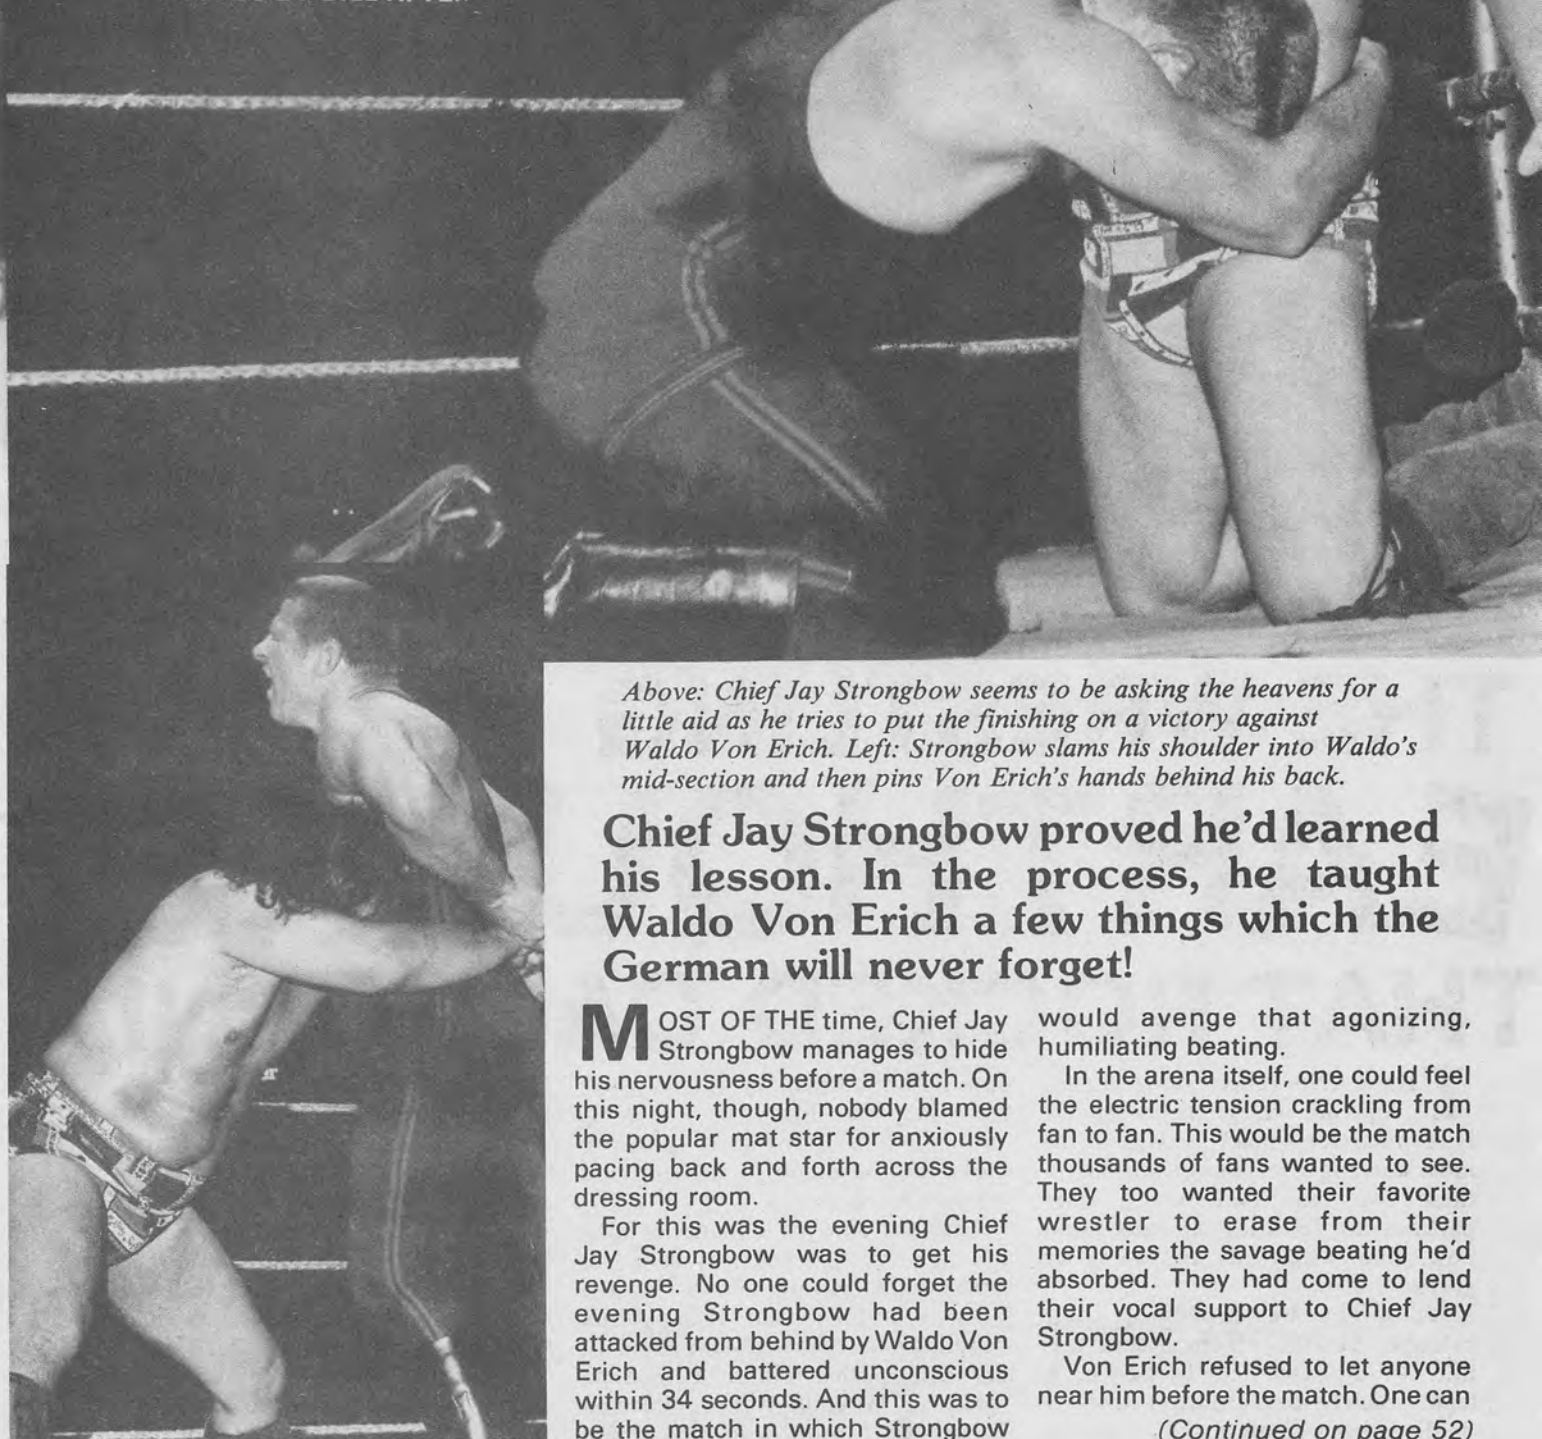 Above: Chief Jay Strongbow seems to be asking the heavens for a
little aid as he tries to put the finishing on a victory against
Waldo Von Erich. Left: Strongbow slams his shoulder into Waldo's
mid-section and then pins Von Erich's hands behind his back.
Chief Jay Strongbow proved he'd learned
his lesson. In the process, he taught
Waldo Von Erich a few things which the
German will never forget!
MOST OF THE time, Chief Jay
Strongbow manages to hide
his nervousness before a match. On
this night, though, nobody blamed
the popular mat star for anxiously
pacing back and forth across the
dressing room.
For this was the evening Chief
Jay Strongbow was to get his
revenge. No one could forget the
evening Strongbow had been
attacked from behind by Waldo Von
Erich and battered unconscious
within 34 seconds. And this was to
be the match in which Strongbow
would avenge that agonizing,
humiliating beating.
In the arena itself, one could feel
the electric tension crackling from
fan to fan. This would be the match
thousands of fans wanted to see.
They too wanted their favorite
wrestler to erase from their
memories the savage beating he'd
absorbed. They had come to lend
their vocal support to Chief Jay
Strongbow.
Von Erich refused to let anyone
near him before the match. One can
(Continued on page 52)